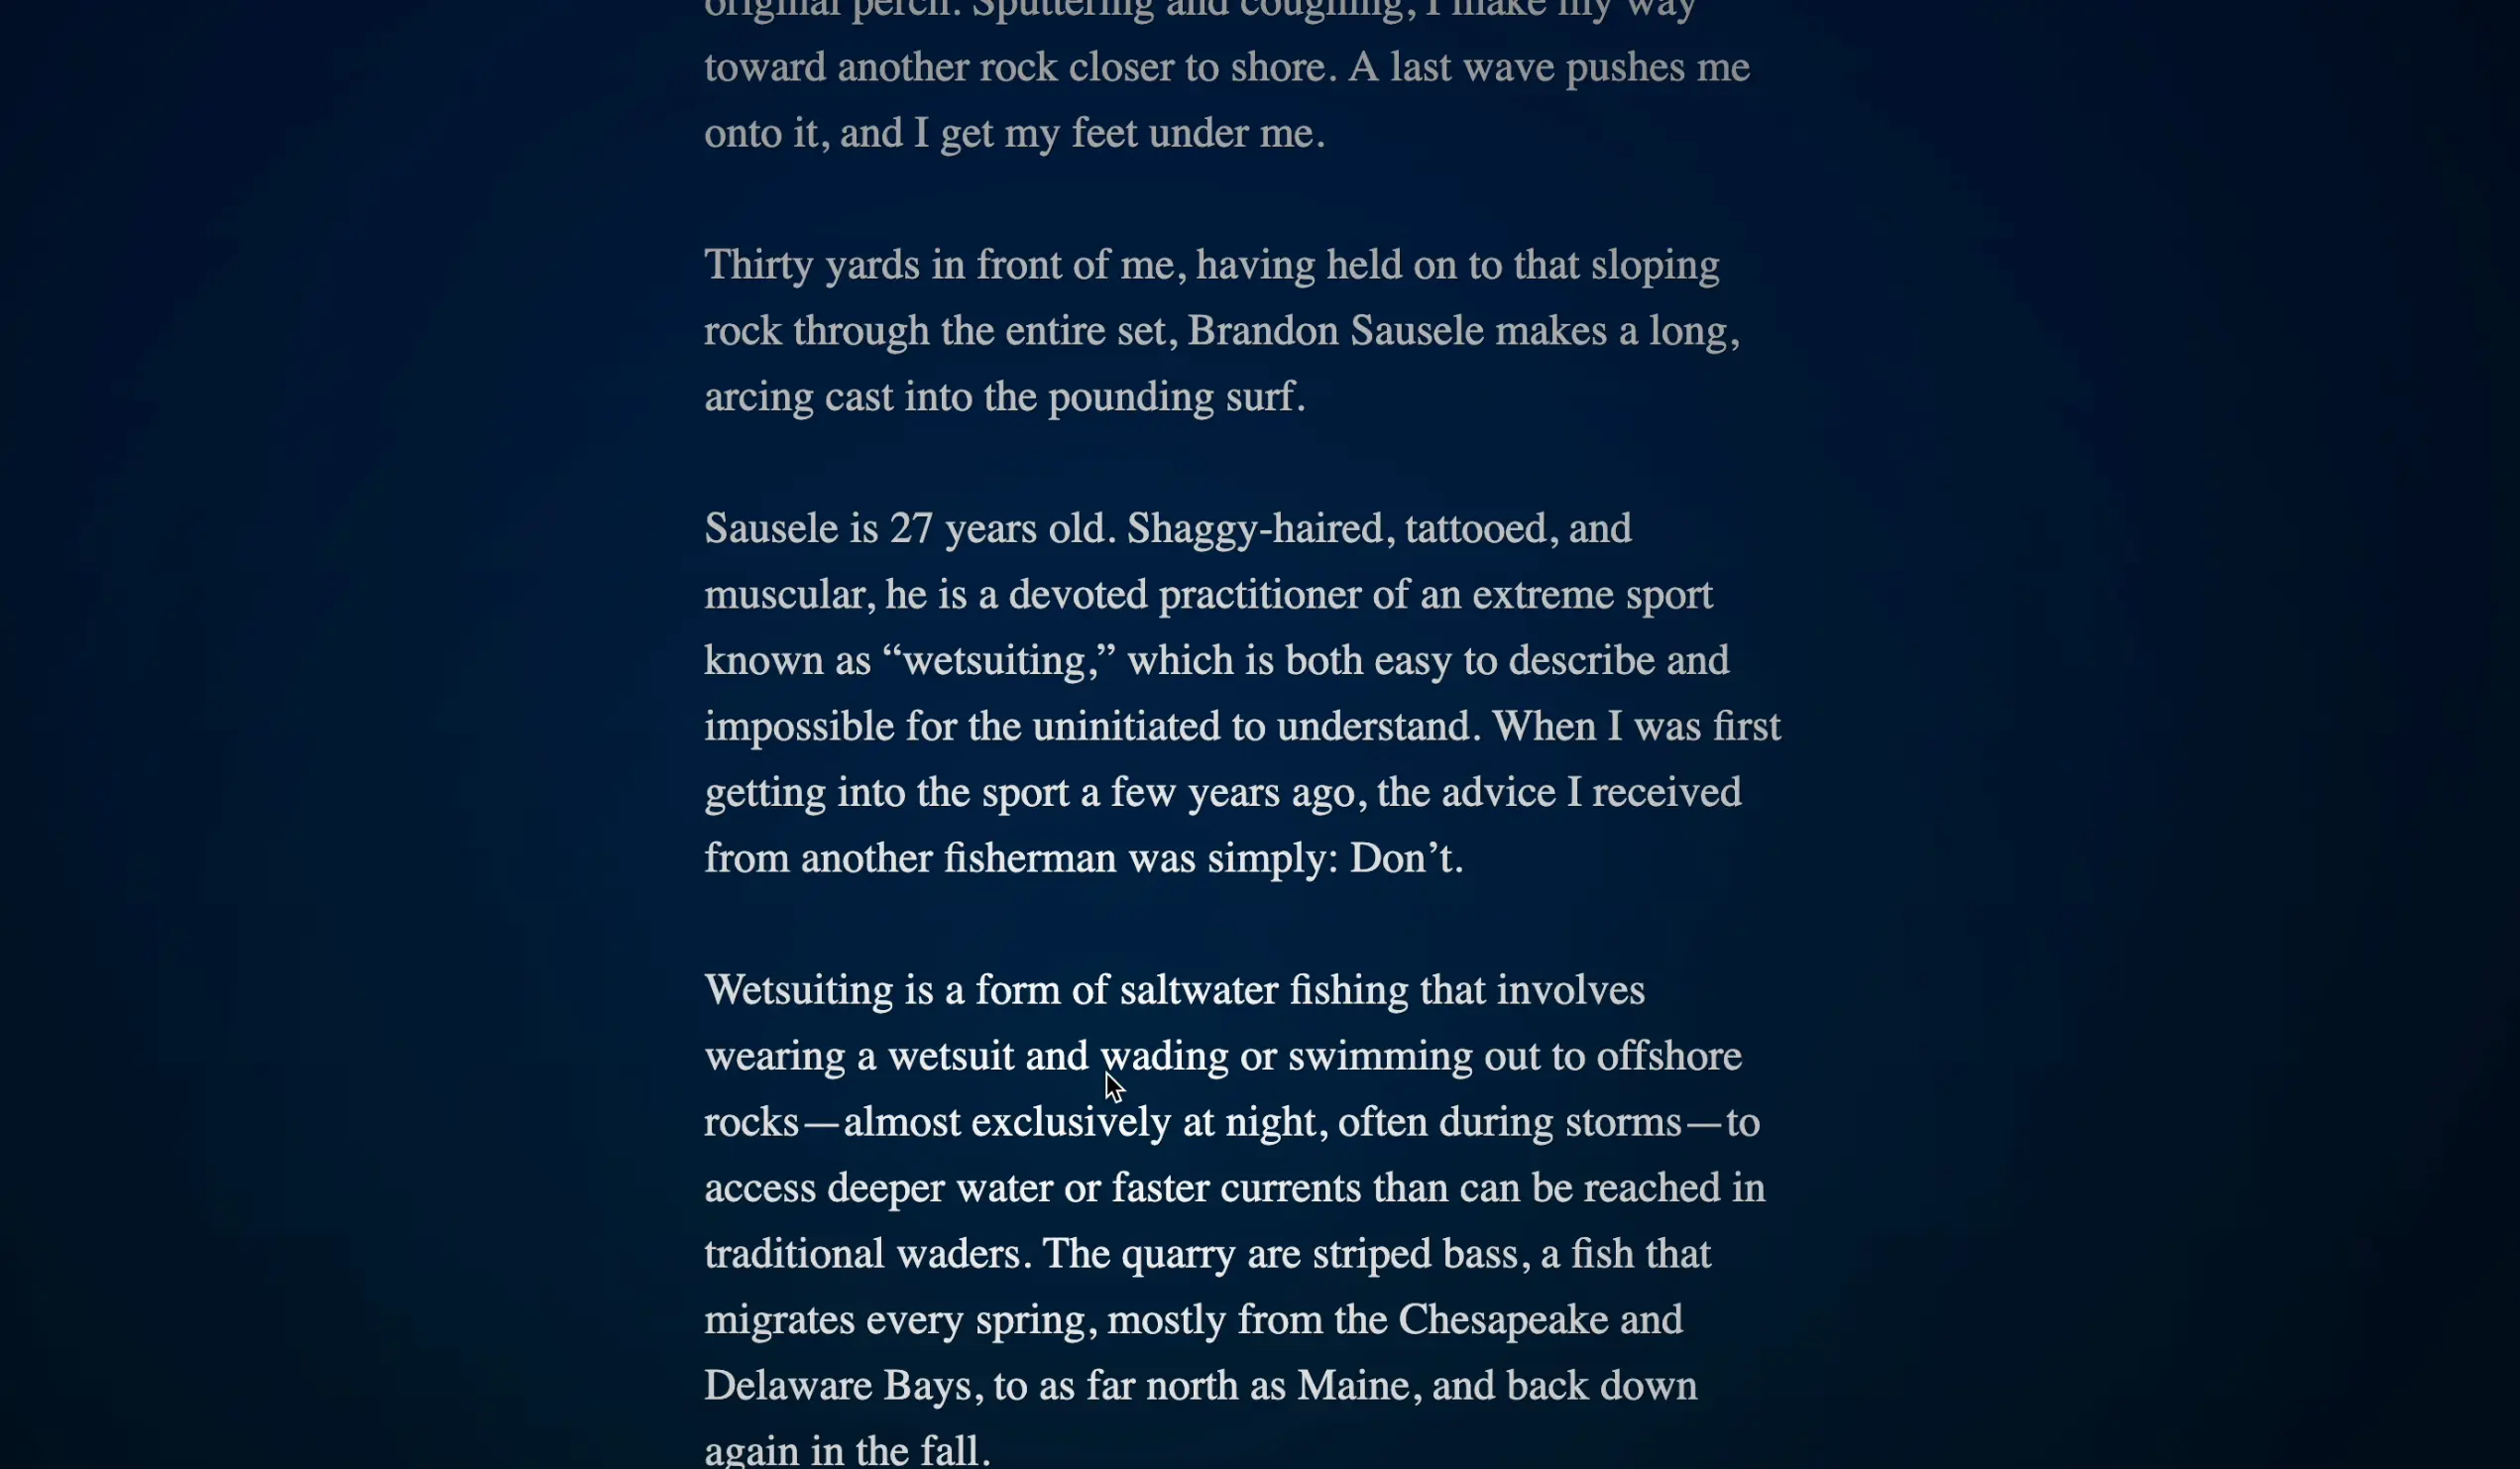 original perch. Sputtering and coughing, I make my way
toward another rock closer to shore. A last wave pushes me
onto it, and I get my feet under me.
Thirty yards in front of me, having held on to that sloping
rock through the entire set, Brandon Sausele makes a long,
arcing cast into the pounding surf.
Sausele is 27 years old. Shaggy-haired, tattooed, and
muscular, he is a devoted practitioner of an extreme sport
known as “wetsuiting,” which is both easy to describe and
impossible for the uninitiated to understand. When I was first
getting into the sport a few years ago, the advice I received
from another fisherman was simply: Don’t.
Wetsuiting is a form of saltwater fishing that involves
wearing a wetsuit and wading or swimming out to offshore
rocks—almost exclusively at night, often during storms—to
access deeper water or faster currents than can be reached in
traditional waders. The quarry are striped bass, a fish that
migrates every spring, mostly from the Chesapeake and
Delaware Bays, to as far north as Maine, and back down
again in the fall.